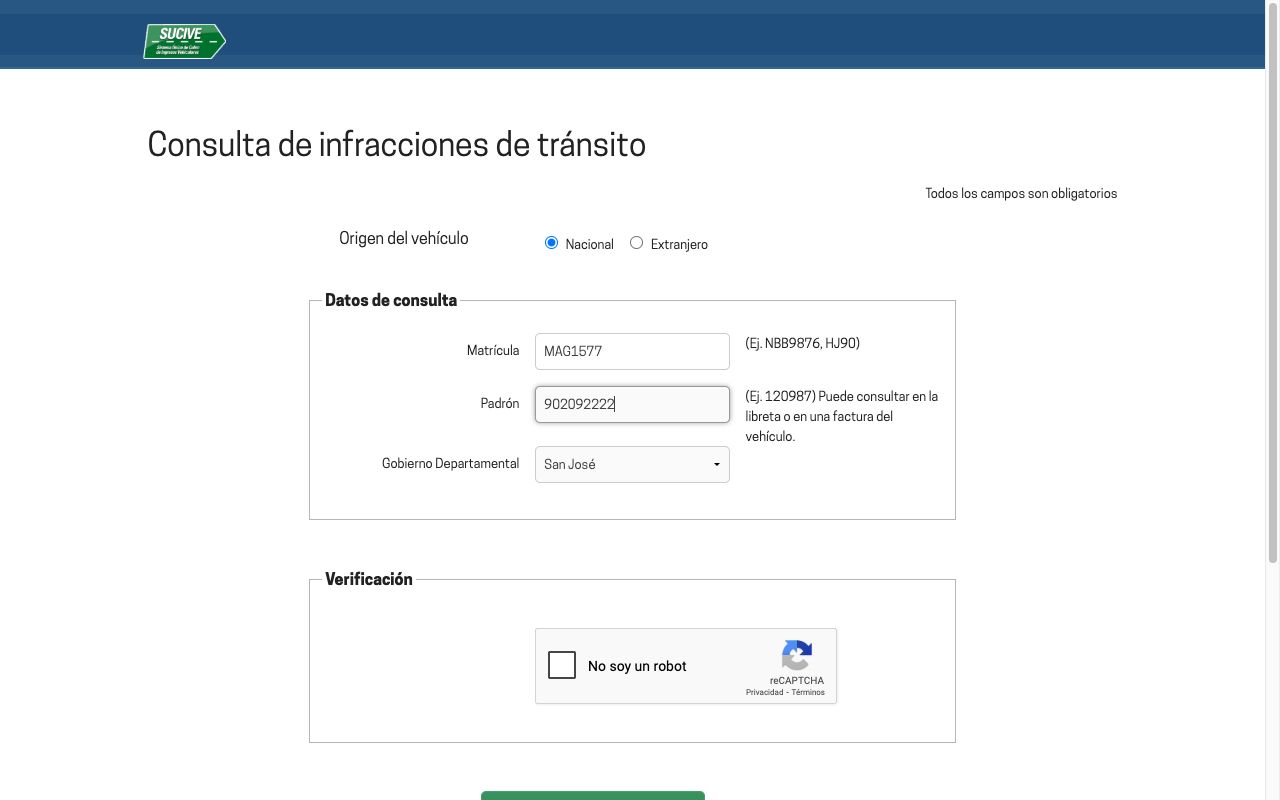 SUCIVE
Sistema Único de Cobro
de Ingresos Vehiculares
Consulta de infracciones de tránsito
Todos los campos son obligatorios
Origen del vehículo
Nacional Extranjero
Datos de consulta
Matrícula MAG1577 (Ej. NBB9876, HJ90)
Padrón 902092222 (Ej. 120987) Puede consultar en la
libreta o en una factura del
vehículo.
Gobierno Departamental San José
Verificación
No soy un robot
reCAPTCHA
Privacidad - Términos